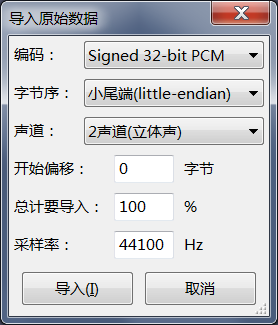 导入原始数据
编码： Signed 32-bit PCM
字节序： 小尾端(little-endian)
声道： 2声道(立体声)
开始偏移： 0 字节
总计要导入： 100 %
采样率： 44100 Hz
导入(I) 取消